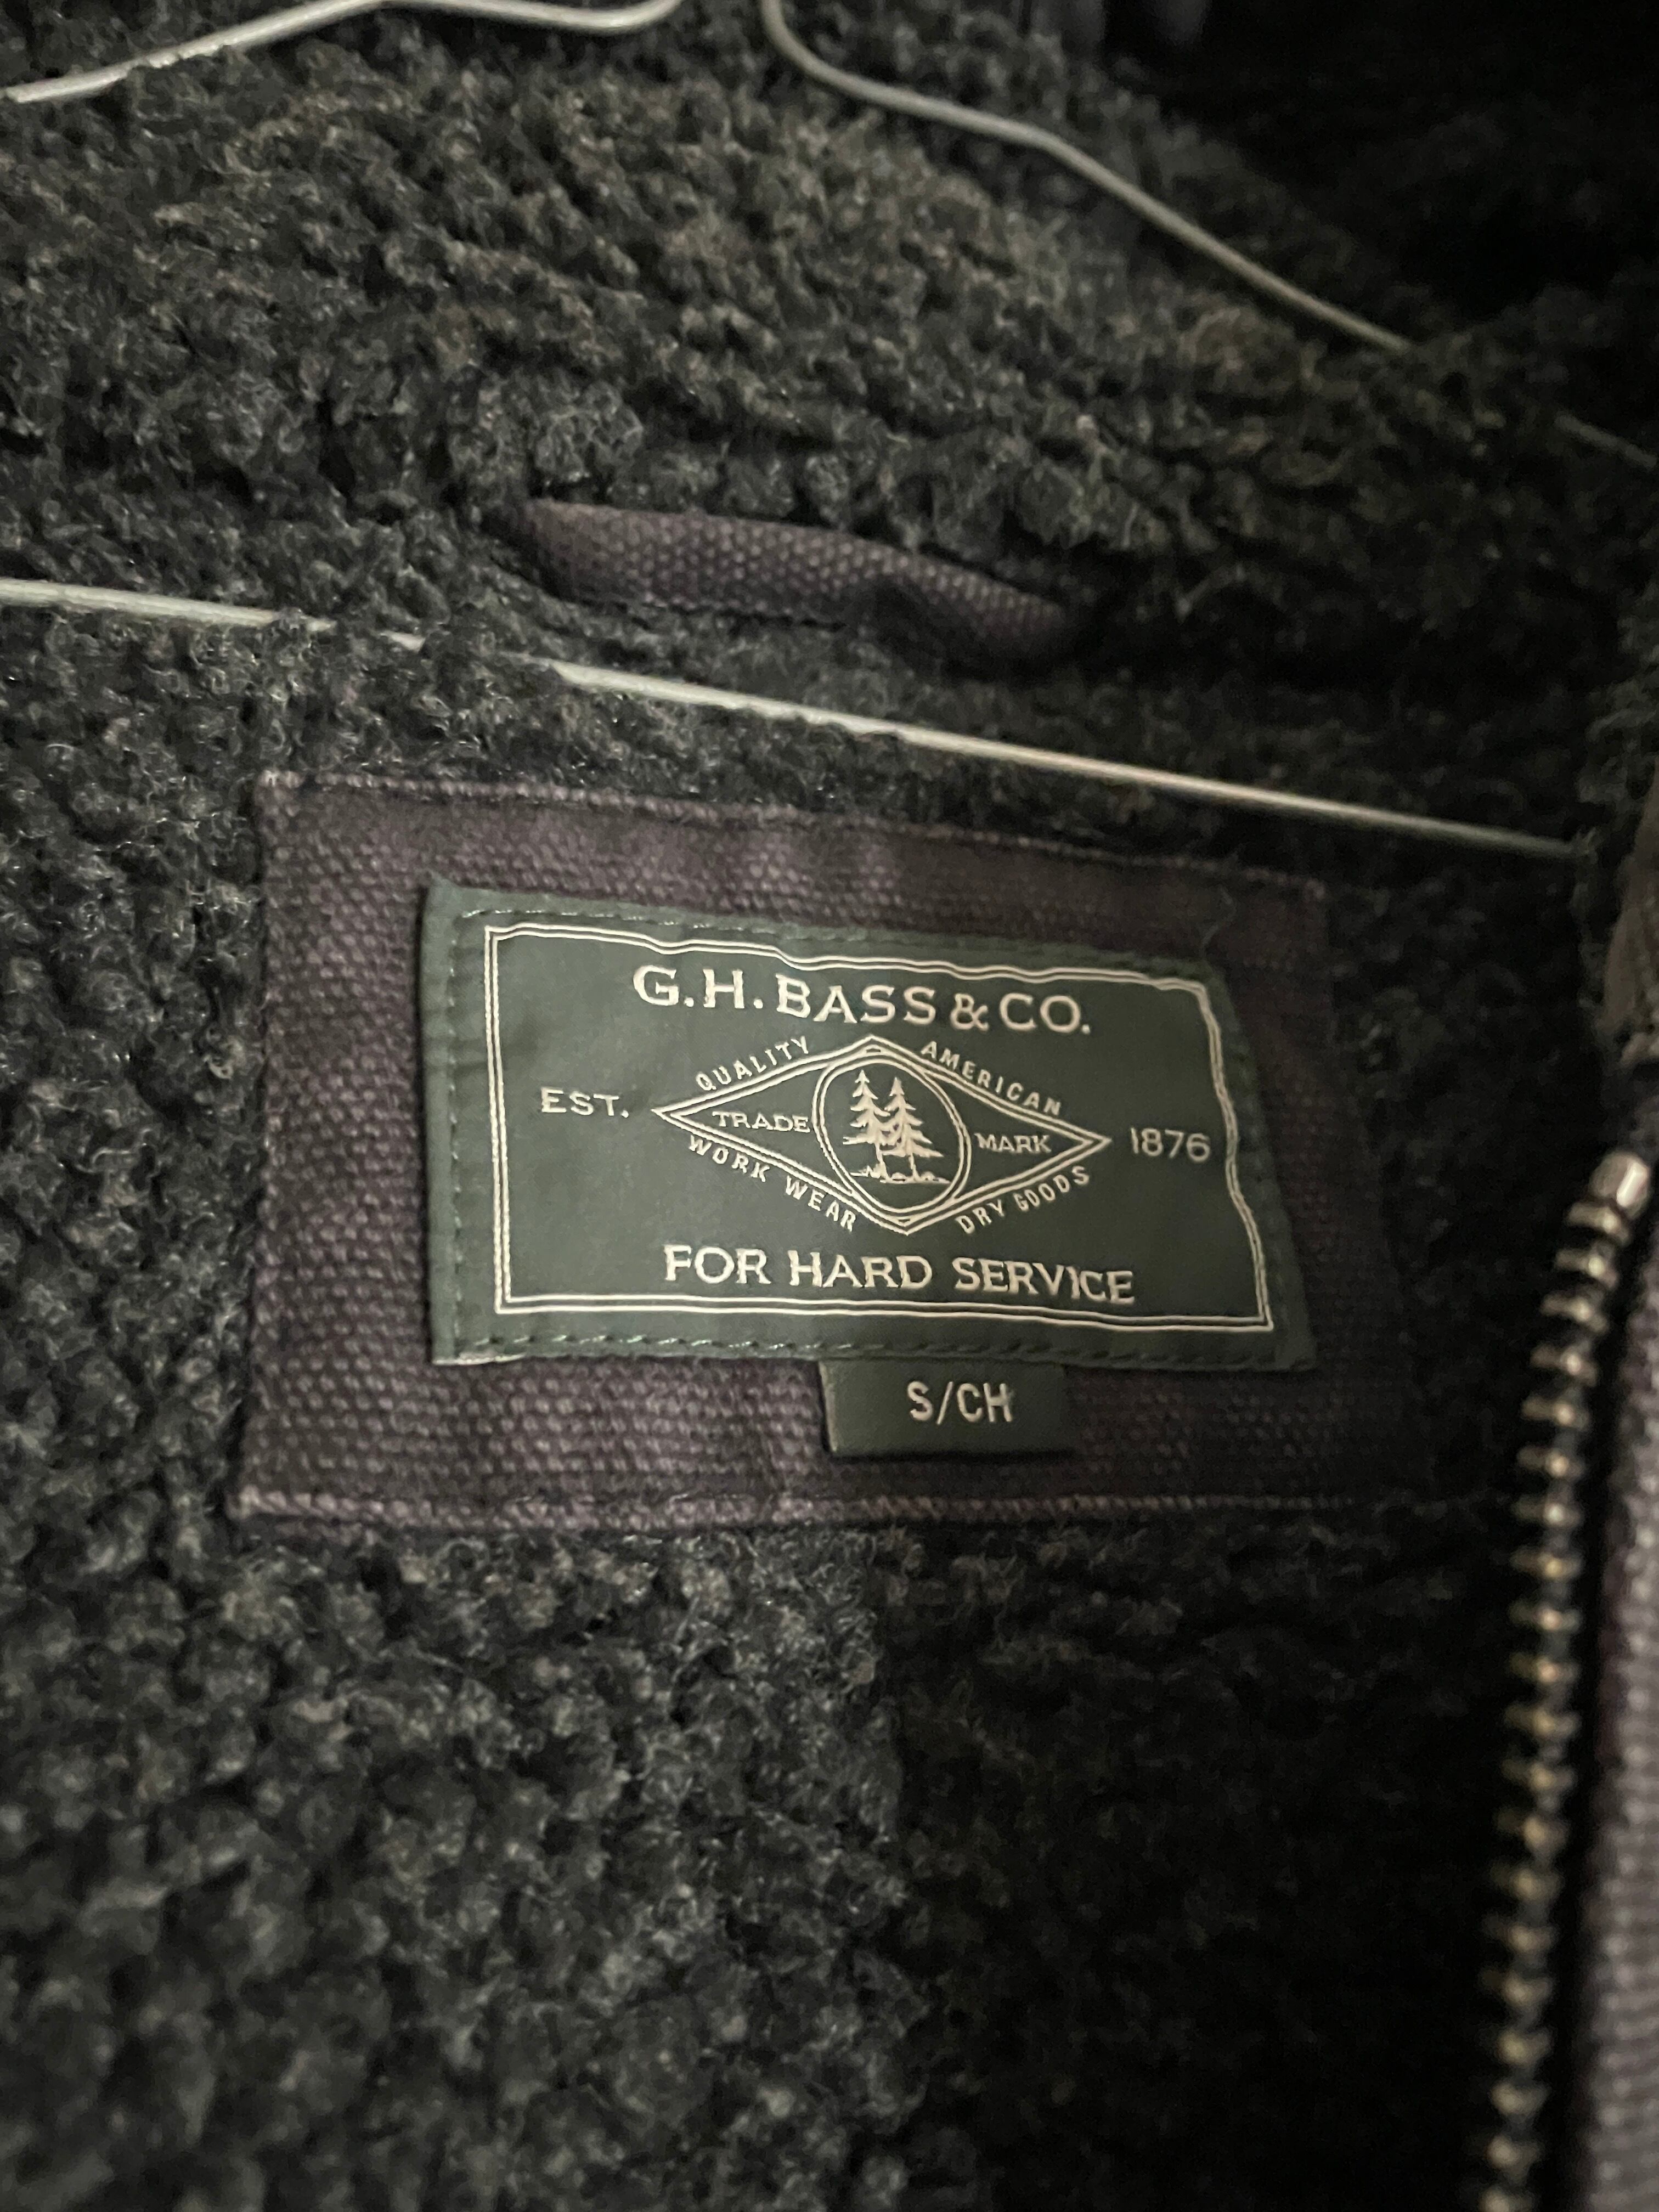 G.H. BASS & CO.
QUALITY AMERICAN
EST. TRADE MARK 1876
WORK WEAR DRY GOODS
FOR HARD SERVICE
S/CH